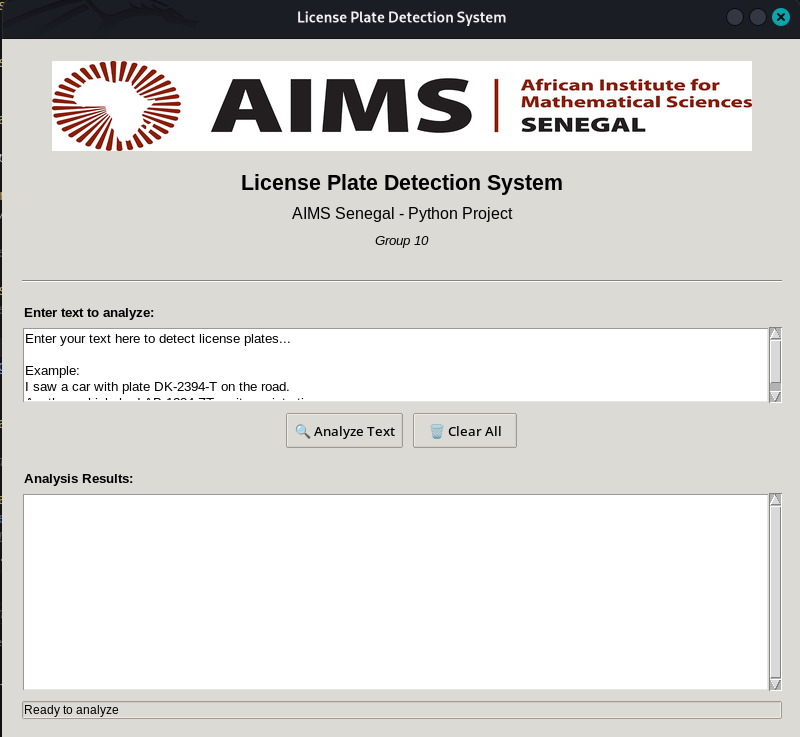 License Plate Detection System
AIMS
African Institute for
Mathematical Sciences
SENEGAL
License Plate Detection System
AIMS Senegal - Python Project
Group 10
Enter text to analyze:
Enter your text here to detect license plates...
Example:
I saw a car with plate DK-2394-T on the road.
Analyze Text
Clear All
Analysis Results:
Ready to analyze